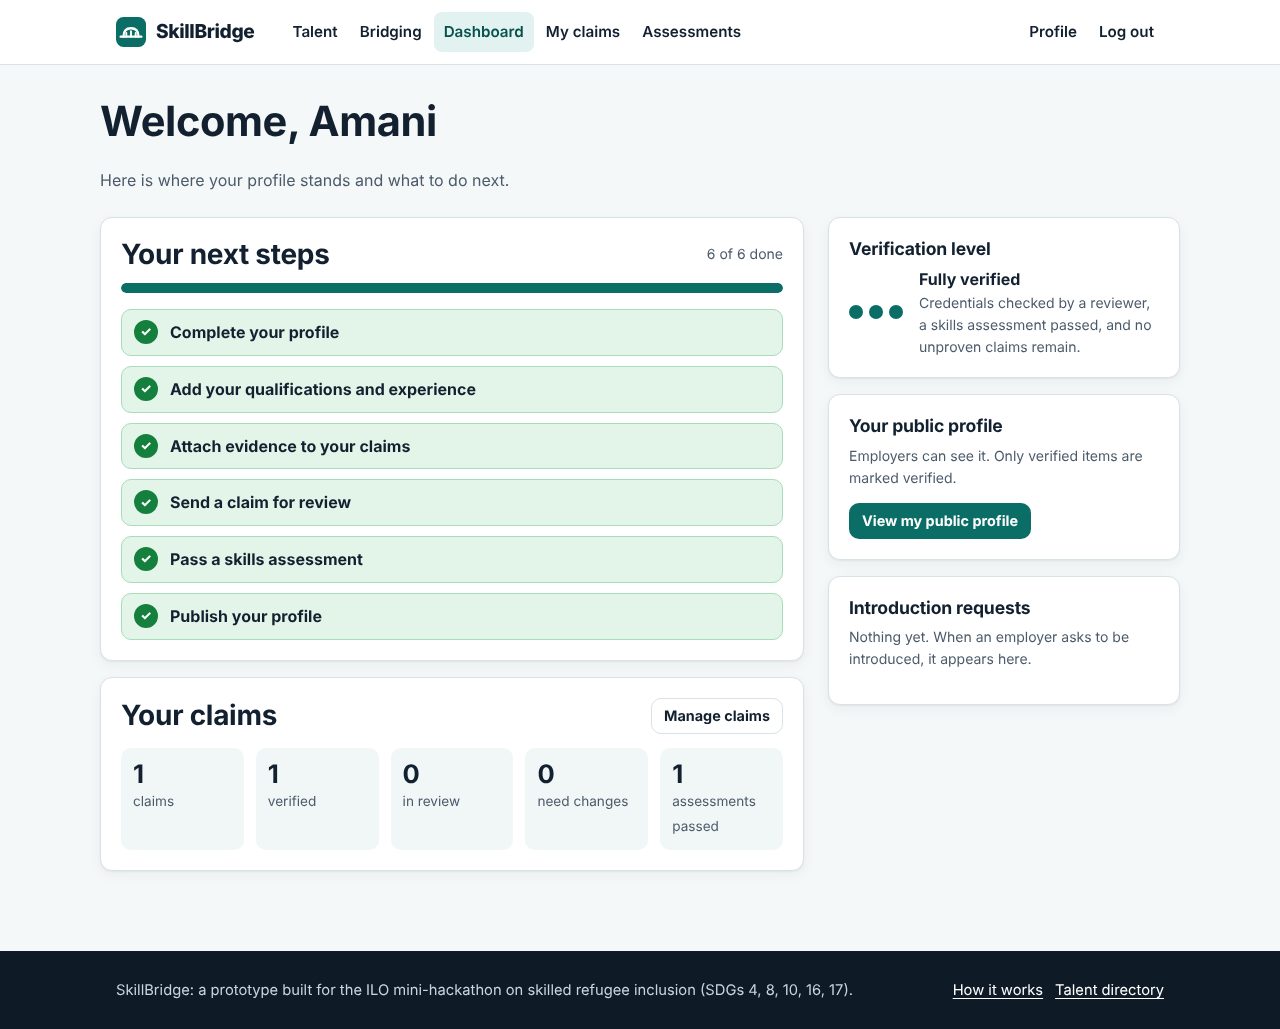 SkillBridge
Talent
Bridging
Dashboard
My claims
Assessments
Profile
Log out
Welcome, Amani
Here is where your profile stands and what to do next.
Your next steps
6 of 6 done
Complete your profile
Add your qualifications and experience
Attach evidence to your claims
Send a claim for review
Pass a skills assessment
Publish your profile
Your claims
Manage claims
1
claims
1
verified
0
in review
0
need changes
1
assessments
passed
Verification level
Fully verified
Credentials checked by a reviewer,
a skills assessment passed, and no
unproven claims remain.
Your public profile
Employers can see it. Only verified items are
marked verified.
View my public profile
Introduction requests
Nothing yet. When an employer asks to be
introduced, it appears here.
SkillBridge: a prototype built for the ILO mini-hackathon on skilled refugee inclusion (SDGs 4, 8, 10, 16, 17).
How it works
Talent directory